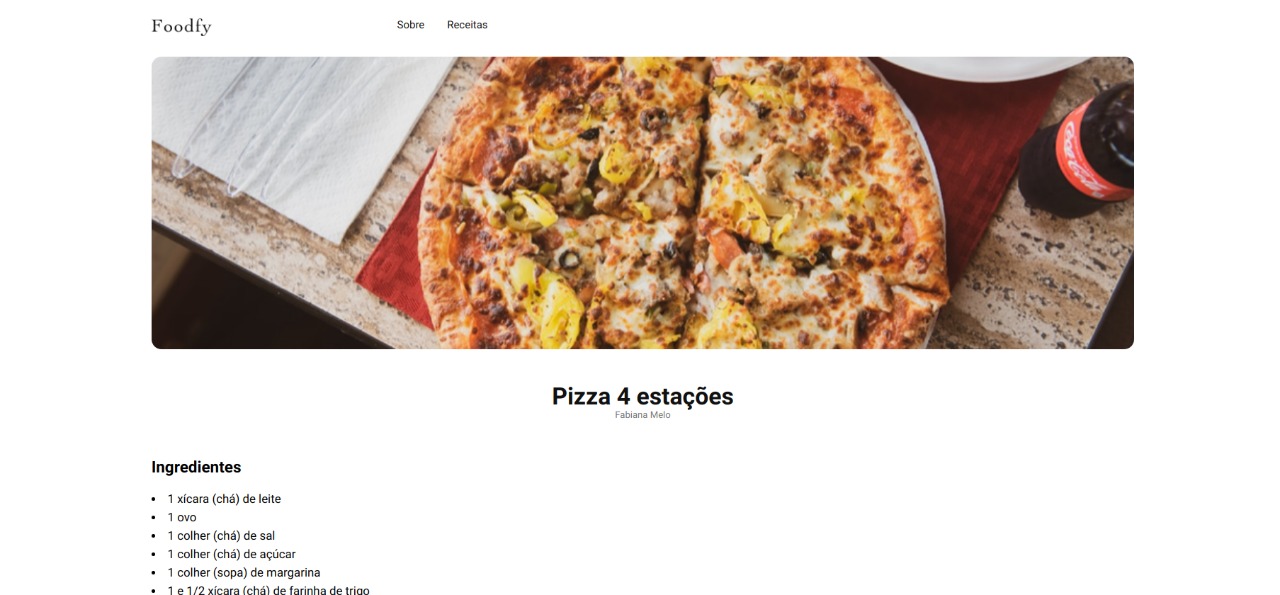 Foodfy
Sobre Receitas
Coca-Cola
Pizza 4 estações
Fabiana Melo
Ingredientes
• 1 xícara (chá) de leite
• 1 ovo
• 1 colher (chá) de sal
• 1 colher (chá) de açúcar
• 1 colher (sopa) de margarina
• 1 e 1/2 xícara (chá) de farinha de trigo